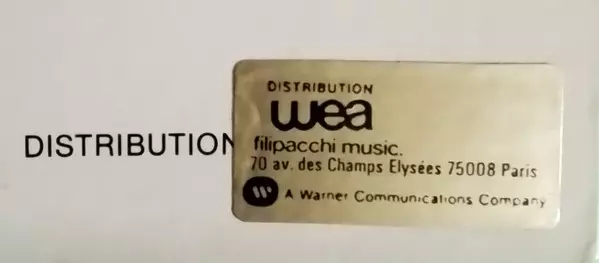 DISTRIBUTION
DISTRIBUTION
wea
filipacchi music.
70 av. des Champs Elysées 75008 Paris
A Warner Communications Company